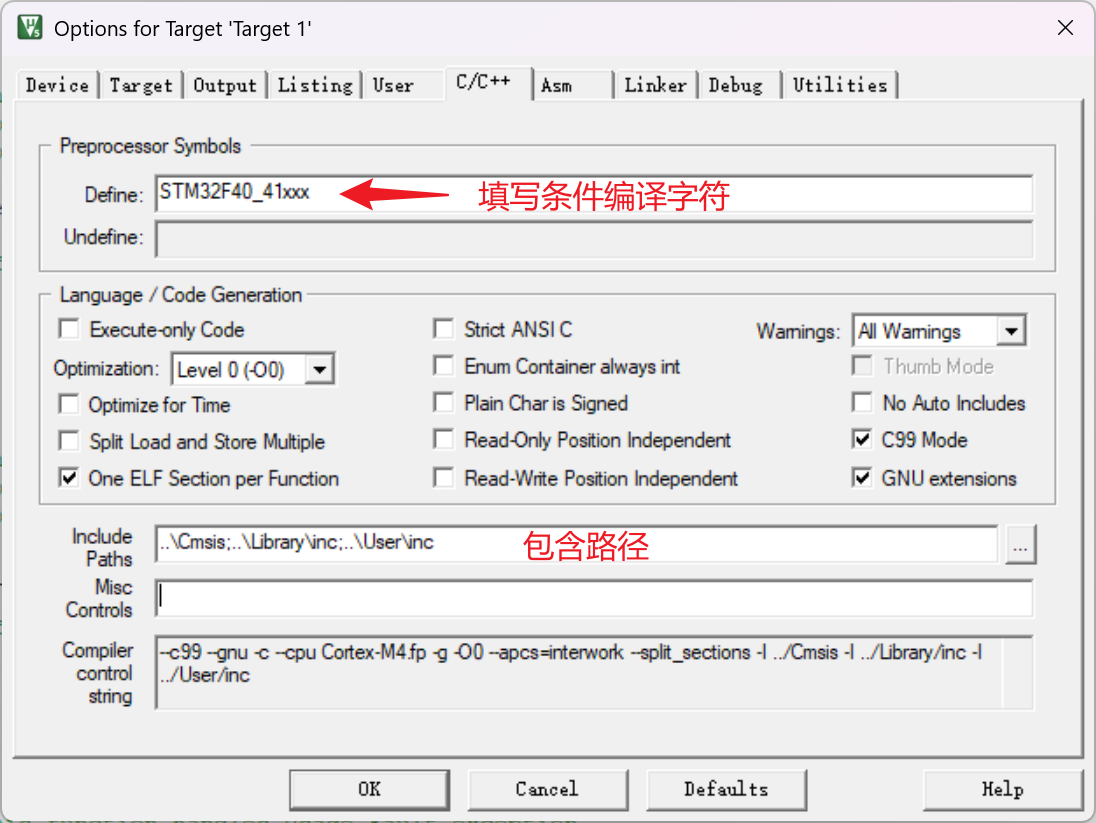 Options for Target 'Target 1'
Device Target Output Listing User C/C++ Asm Linker Debug Utilities
Preprocessor Symbols
Define: STM32F40_41xxx 填写条件编译字符
Undefine:
Language / Code Generation
Execute-only Code Strict ANSI C Warnings: All Warnings
Optimization: Level 0 (-O0) Enum Container always int Thumb Mode
Optimize for Time Plain Char is Signed No Auto Includes
Split Load and Store Multiple Read-Only Position Independent C99 Mode
One ELF Section per Function Read-Write Position Independent GNU extensions
Include Paths ..\Cmsis;..\Library\inc;..\User\inc 包含路径 ...
Misc Controls
Compiler control string --c99 --gnu -c --cpu Cortex-M4.fp -g -O0 --apcs=interwork --split_sections -I ../Cmsis -I ../Library/inc -I
../User/inc
OK Cancel Defaults Help